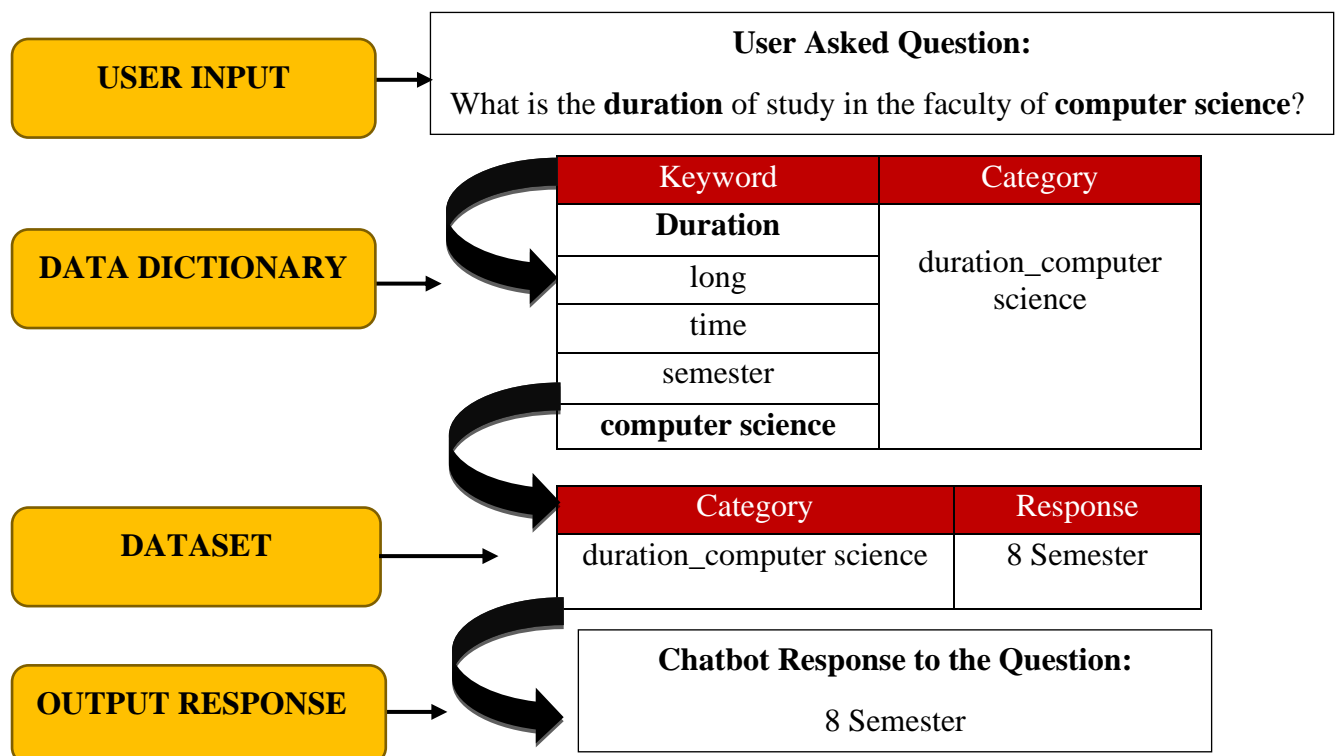 USER INPUT
User Asked Question:
What is the duration of study in the faculty of computer science?
DATA DICTIONARY
Keyword Category
Duration
long
time
semester
computer science
duration_computer
science
DATASET
Category Response
duration_computer science 8 Semester
OUTPUT RESPONSE
Chatbot Response to the Question:
8 Semester